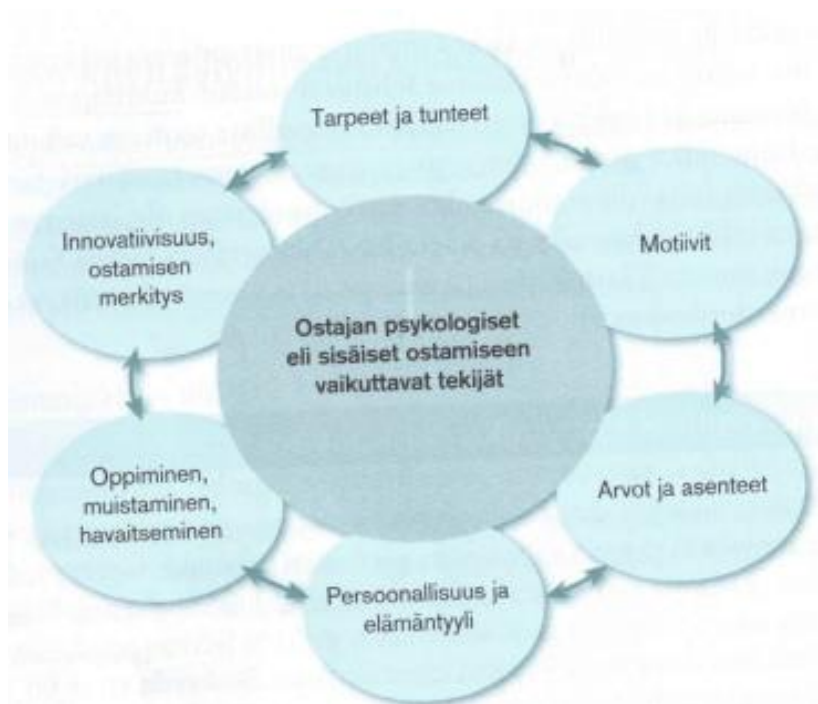 Tarpeet ja tunteet
Motiivit
Arvot ja asenteet
Persoonallisuus ja
elämäntyyli
Oppiminen,
muistaminen,
havaitseminen
Innovatiivisuus,
ostamisen
merkitys
Ostajan psykologiset
eli sisäiset ostamiseen
vaikuttavat tekijät